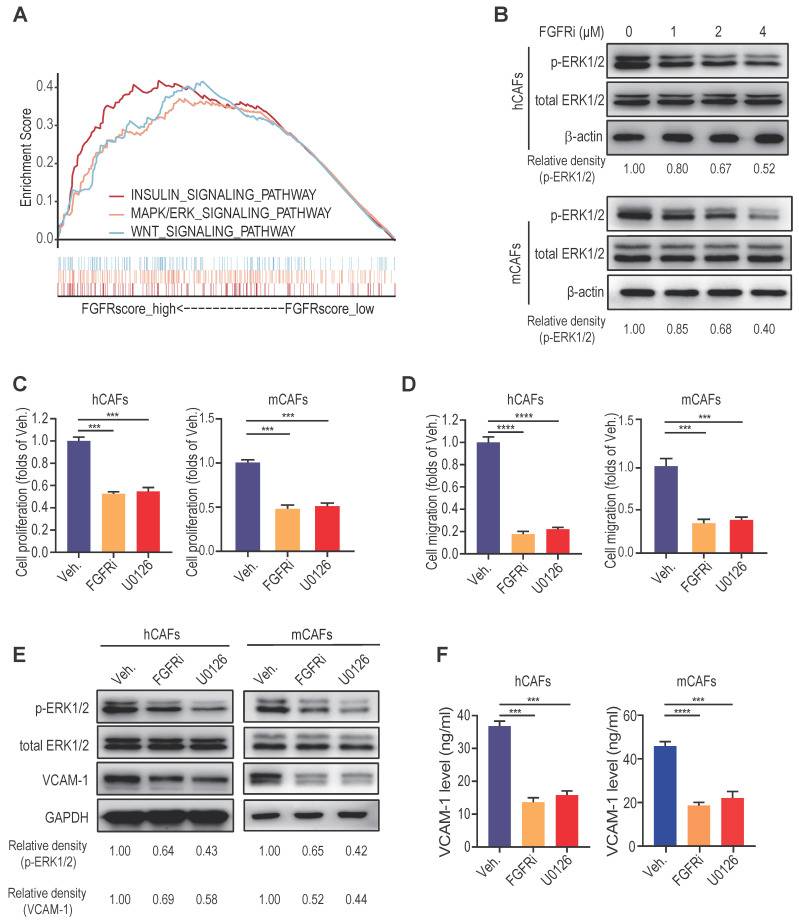 A
Enrichment Score
0.4
0.3
0.2
0.1
0.0
INSULIN_SIGNALING_PATHWAY
MAPK/ERK_SIGNALING_PATHWAY
WNT_SIGNALING_PATHWAY
FGFRscore_high<--------------FGFRscore_low
B
FGFRi (μM) 0 1 2 4
hCAFs
p-ERK1/2
total ERK1/2
β-actin
Relative density
(p-ERK1/2)
1.00 0.80 0.67 0.52
mCAFs
p-ERK1/2
total ERK1/2
β-actin
Relative density
(p-ERK1/2)
1.00 0.85 0.68 0.40
C
hCAFs
Cell proliferation (folds of Veh.)
1.2
1.0
0.8
0.6
0.4
0.2
0.0
***
***
Veh. FGFRi U0126
mCAFs
Cell proliferation (folds of Veh.)
1.5
1.0
0.5
0.0
***
***
Veh. FGFRi U0126
D
hCAFs
Cell migration (folds of Veh.)
1.2
1.0
0.8
0.6
0.4
0.2
0.0
****
****
Veh. FGFRi U0126
mCAFs
Cell migration (folds of Veh.)
1.5
1.0
0.5
0.0
***
***
Veh. FGFRi U0126
E
hCAFs mCAFs
Veh. FGFRi U0126 Veh. FGFRi U0126
p-ERK1/2
total ERK1/2
VCAM-1
GAPDH
Relative density
(p-ERK1/2)
1.00 0.64 0.43 1.00 0.65 0.42
Relative density
(VCAM-1)
1.00 0.69 0.58 1.00 0.52 0.44
F
hCAFs
VCAM-1 level (ng/ml)
40
30
20
10
0
***
***
Veh. FGFRi U0126
mCAFs
VCAM-1 level (ng/ml)
60
40
20
0
***
****
Veh. FGFRi U0126